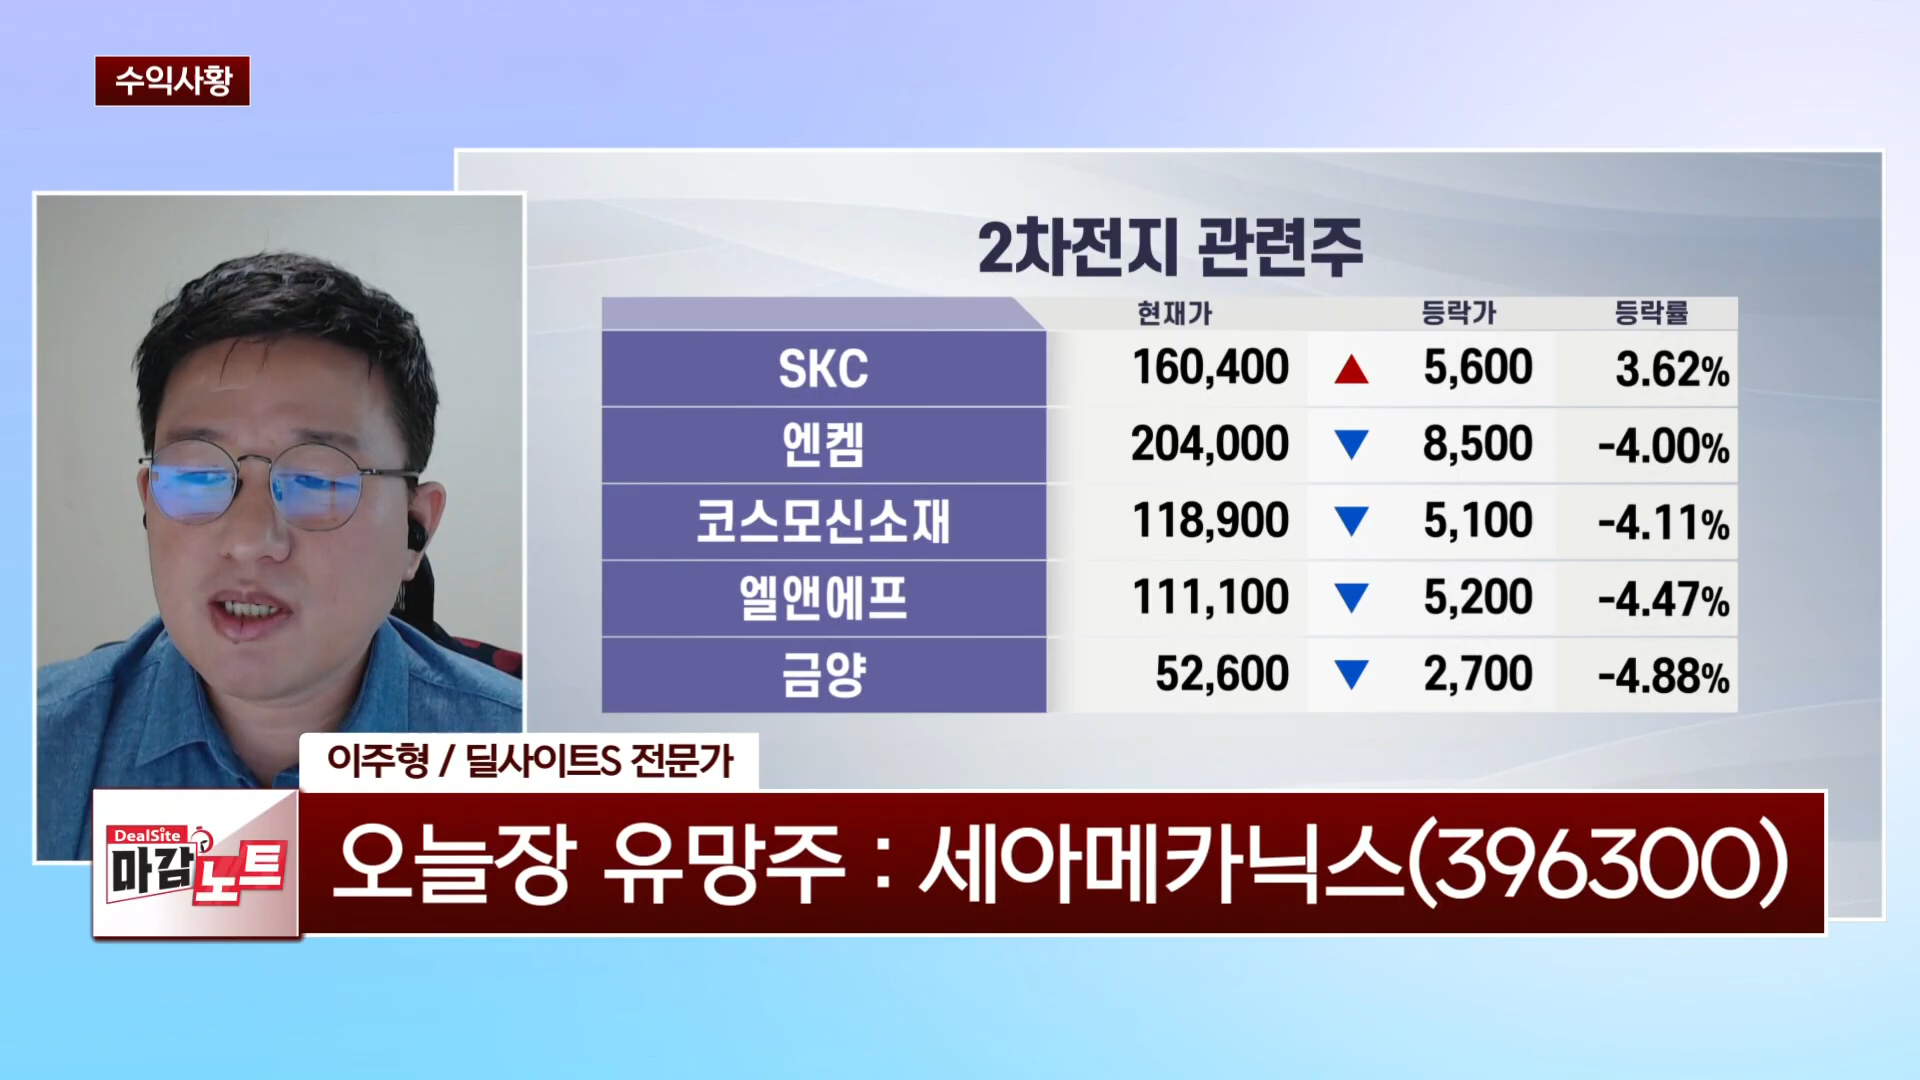 수익사황
2차전지 관련주
현재가 등락가 등락률
SKC 160,400 ▲ 5,600 3.62%
엔켐 204,000 ▼ 8,500 -4.00%
코스모신소재 118,900 ▼ 5,100 -4.11%
엘앤에프 111,100 ▼ 5,200 -4.47%
금양 52,600 ▼ 2,700 -4.88%
이주형 / 딜사이트S 전문가
DealSite
마감노트
오늘장 유망주 : 세아메카닉스(396300)